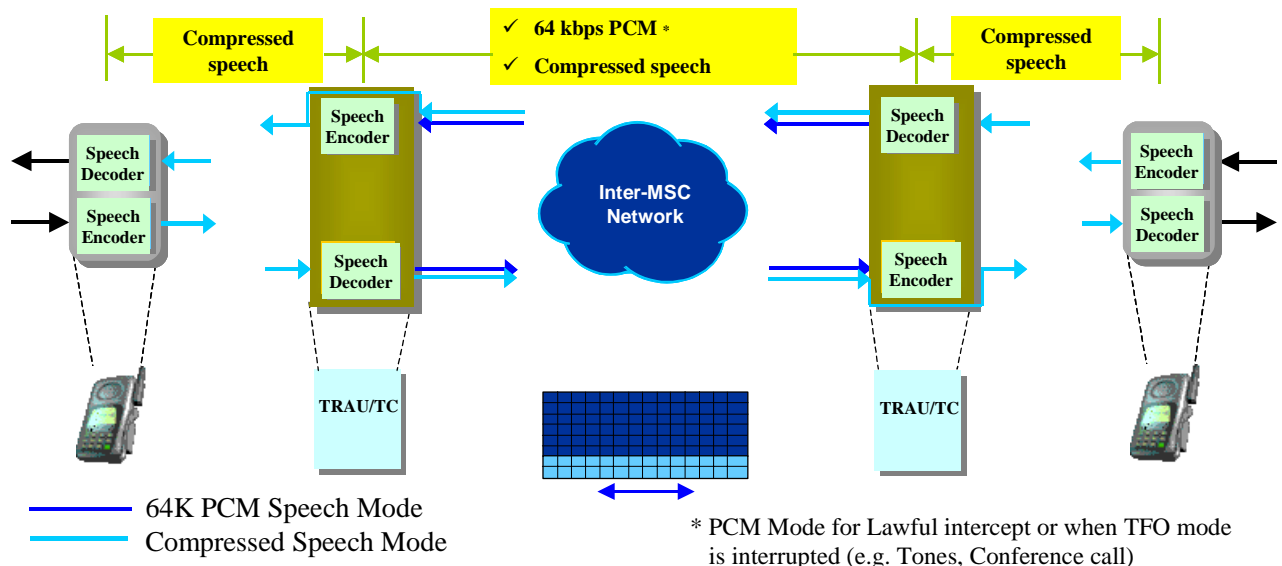 Compressed
speech
✓ 64 kbps PCM *
✓ Compressed speech
Compressed
speech
Speech
Decoder
Speech
Encoder
Speech
Encoder
Speech
Decoder
Inter-MSC
Network
Speech
Decoder
Speech
Encoder
Speech
Encoder
Speech
Decoder
TRAU/TC
TRAU/TC
64K PCM Speech Mode
Compressed Speech Mode
* PCM Mode for Lawful intercept or when TFO mode
is interrupted (e.g. Tones, Conference call)